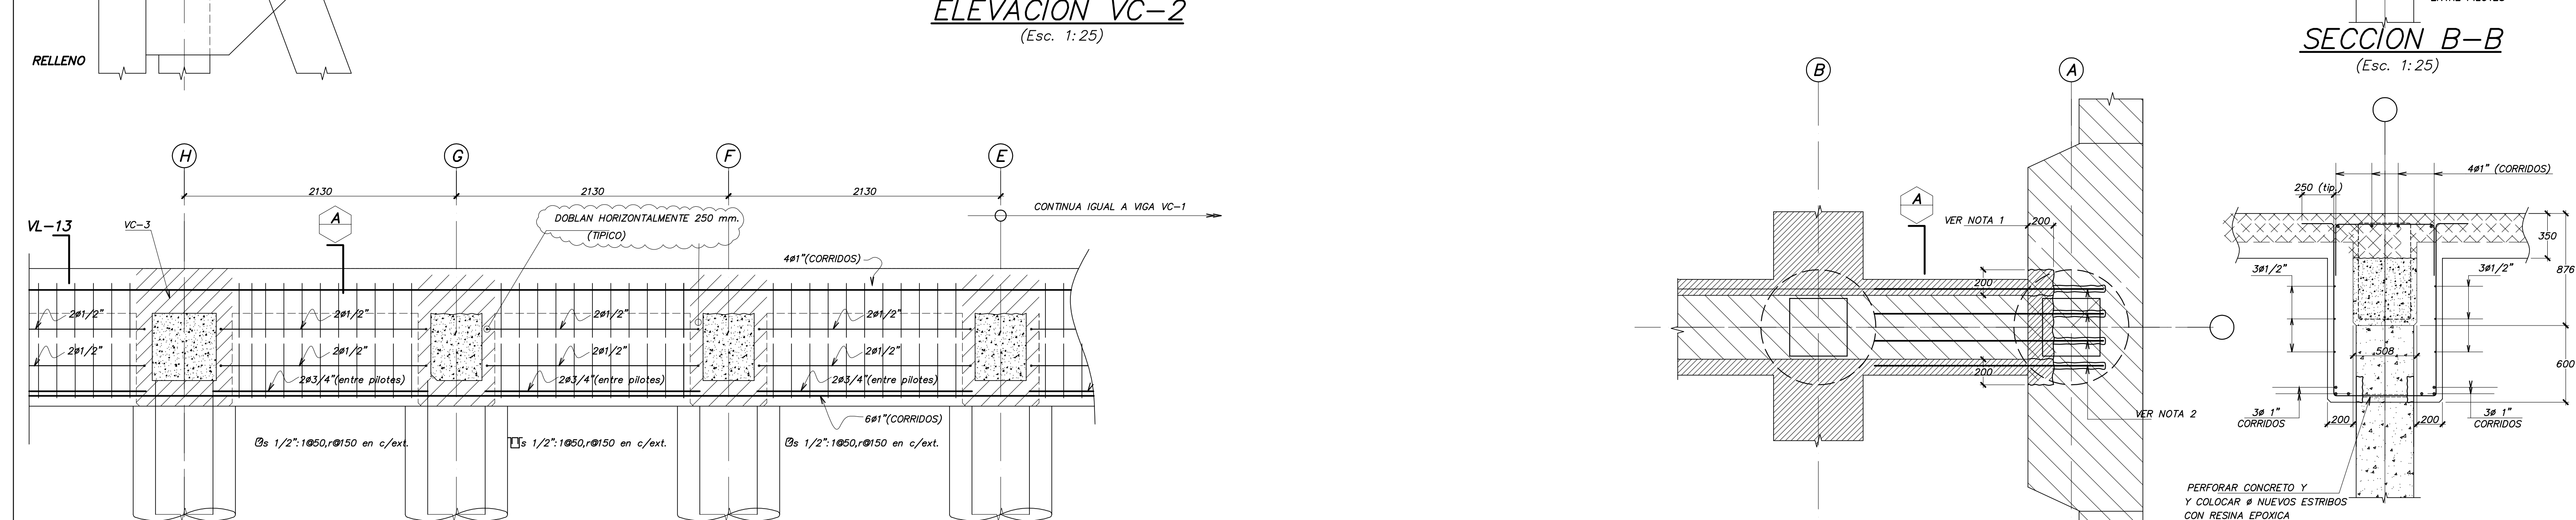 ELEVACION VC-2
(Esc. 1:25)
RELLENO
SECCION B-B
(Esc. 1:25)
H
G
F
E
2130
2130
2130
VL-13
VC-3
A
DOBLAN HORIZONTALMENTE 250 mm.
(TIPICO)
CONTINUA IGUAL A VIGA VC-1
4ø1"(CORRIDOS)
2ø1/2"
2ø1/2"
2ø1/2"
2ø1/2"
2ø1/2"
2ø1/2"
2ø1/2"
2ø1/2"
2ø3/4"(entre pilotes)
2ø3/4"(entre pilotes)
2ø3/4"(entre pilotes)
6ø1"(CORRIDOS)
s 1/2":1@50,r@150 en c/ext.
s 1/2":1@50,r@150 en c/ext.
s 1/2":1@50,r@150 en c/ext.
B
A
A
VER NOTA 1
200
200
200
VER NOTA 2
4ø1" (CORRIDOS)
250 (tip.)
350
876
3ø1/2"
3ø1/2"
508
600
3ø 1"
CORRIDOS
200
200
3ø 1"
CORRIDOS
PERFORAR CONCRETO Y
Y COLOCAR ø NUEVOS ESTRIBOS
CON RESINA EPOXICA